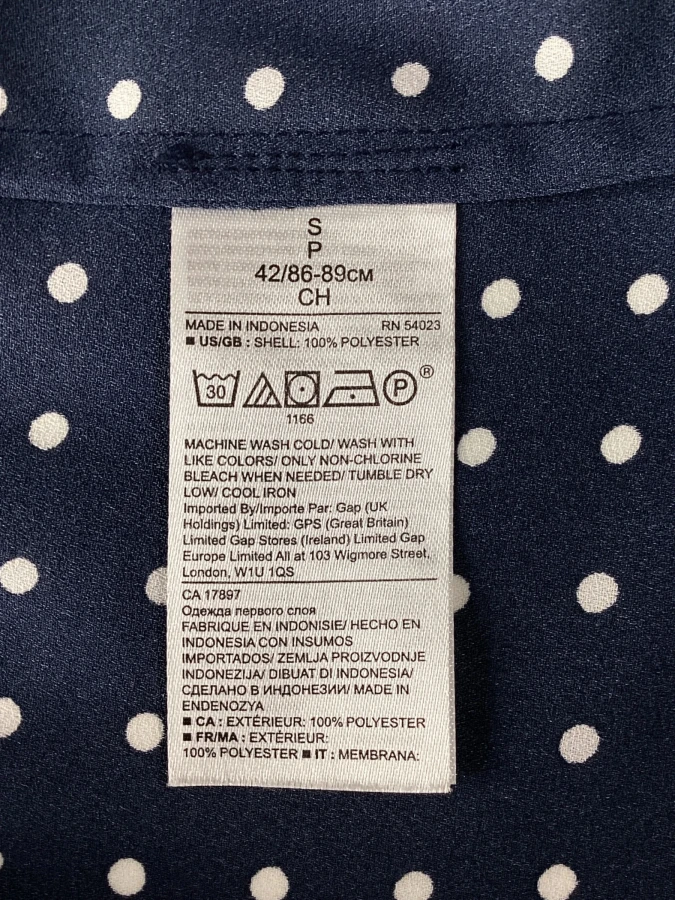 S
P
42/86-89см
CH
MADE IN INDONESIA RN 54023
■ US/GB : SHELL: 100% POLYESTER
30 P ®
1166
MACHINE WASH COLD/ WASH WITH
LIKE COLORS/ ONLY NON-CHLORINE
BLEACH WHEN NEEDED/ TUMBLE DRY
LOW/ COOL IRON
Imported By/Importe Par: Gap (UK
Holdings) Limited: GPS (Great Britain)
Limited Gap Stores (Ireland) Limited Gap
Europe Limited All at 103 Wigmore Street,
London, W1U 1QS
CA 17897
Одежда первого слоя
FABRIQUE EN INDONISIE/ HECHO EN
INDONESIA CON INSUMOS
IMPORTADOS/ ZEMLJA PROIZVODNJE
INDONEZIJA/ DIBUAT DI INDONESIA/
СДЕЛАНО В ИНДОНЕЗИИ/ MADE IN
ENDENOZYA
■ CA : EXTÉRIEUR: 100% POLYESTER
■ FR/MA : EXTÉRIEUR:
100% POLYESTER ■ IT : MEMBRANA: